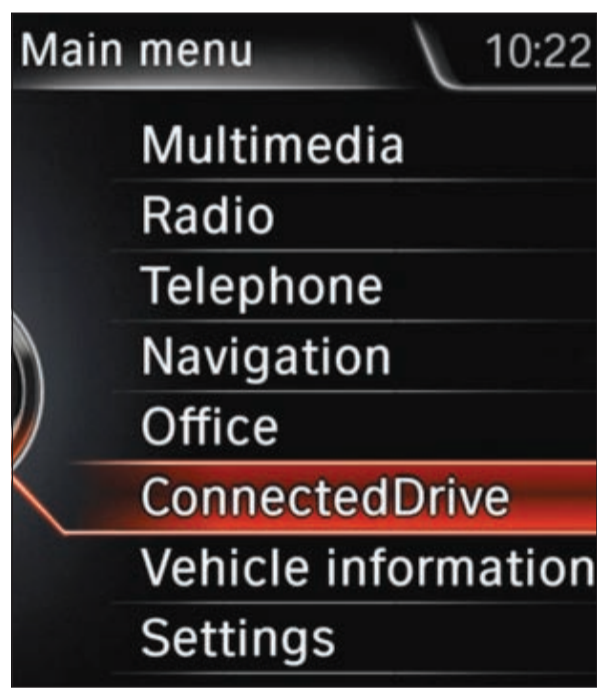 Main menu 10:22
Multimedia
Radio
Telephone
Navigation
Office
ConnectedDrive
Vehicle information
Settings